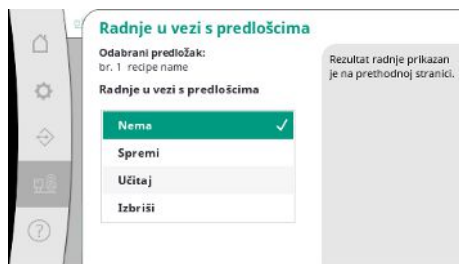 Radnje u vezi s predlošcima
Odabrani predložak:
br. 1 recipe name
Radnje u vezi s predlošcima
Nema
Spremi
Učitaj
Izbriši
Rezultat radnje prikazan
je na prethodnoj stranici.